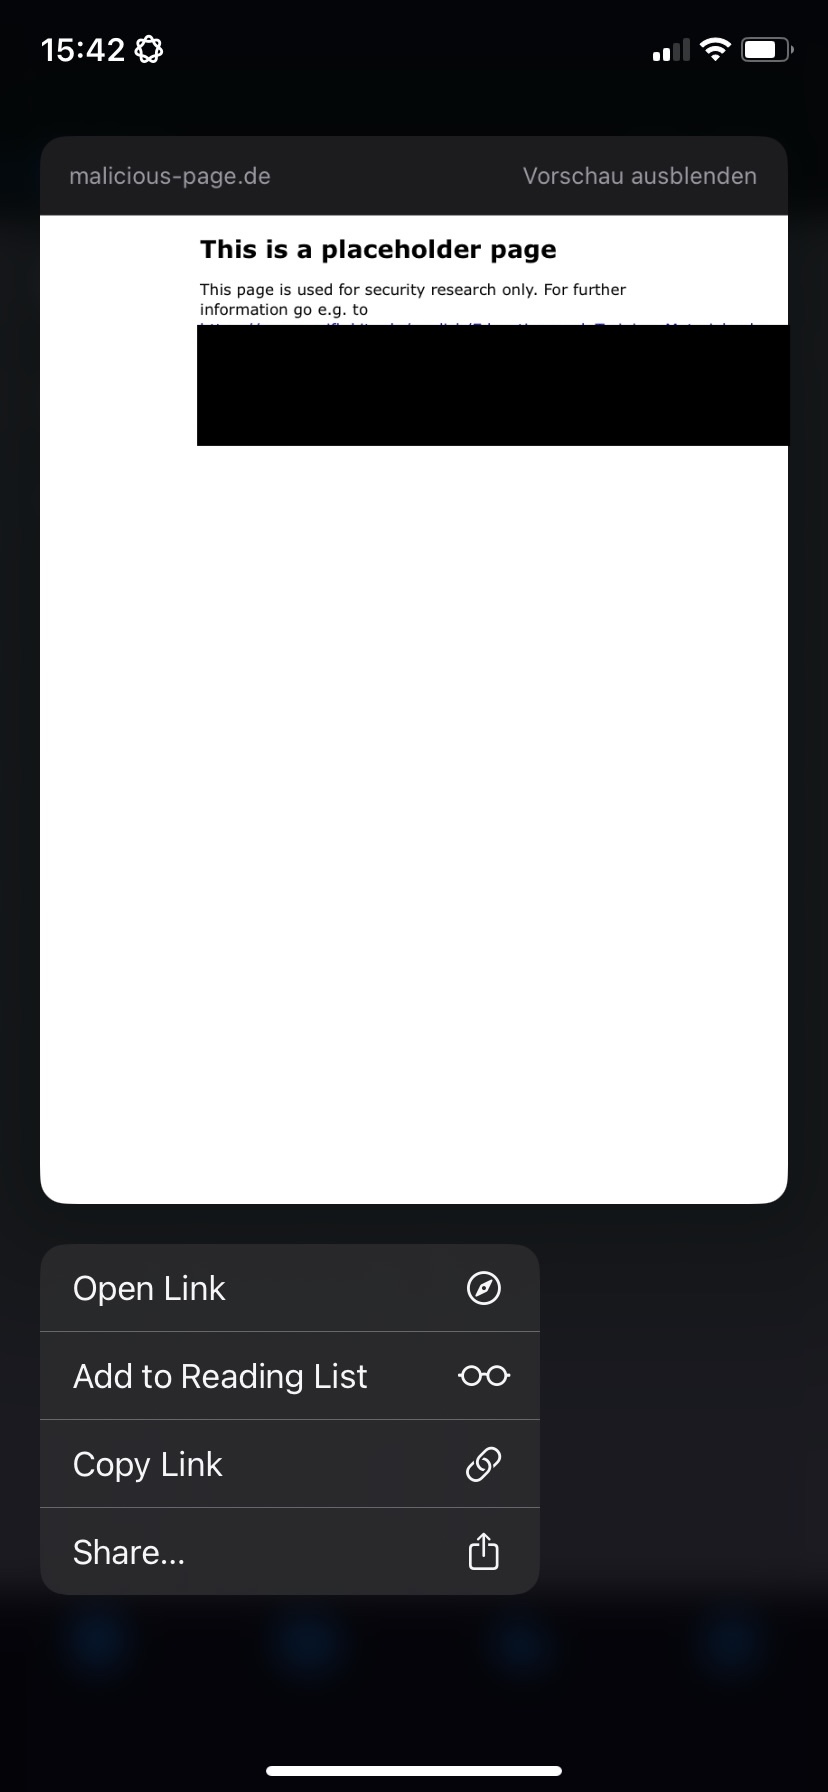 15:42
malicious-page.de Vorschau ausblenden
This is a placeholder page
This page is used for security research only. For further
information go e.g. to
Open Link
Add to Reading List
Copy Link
Share...